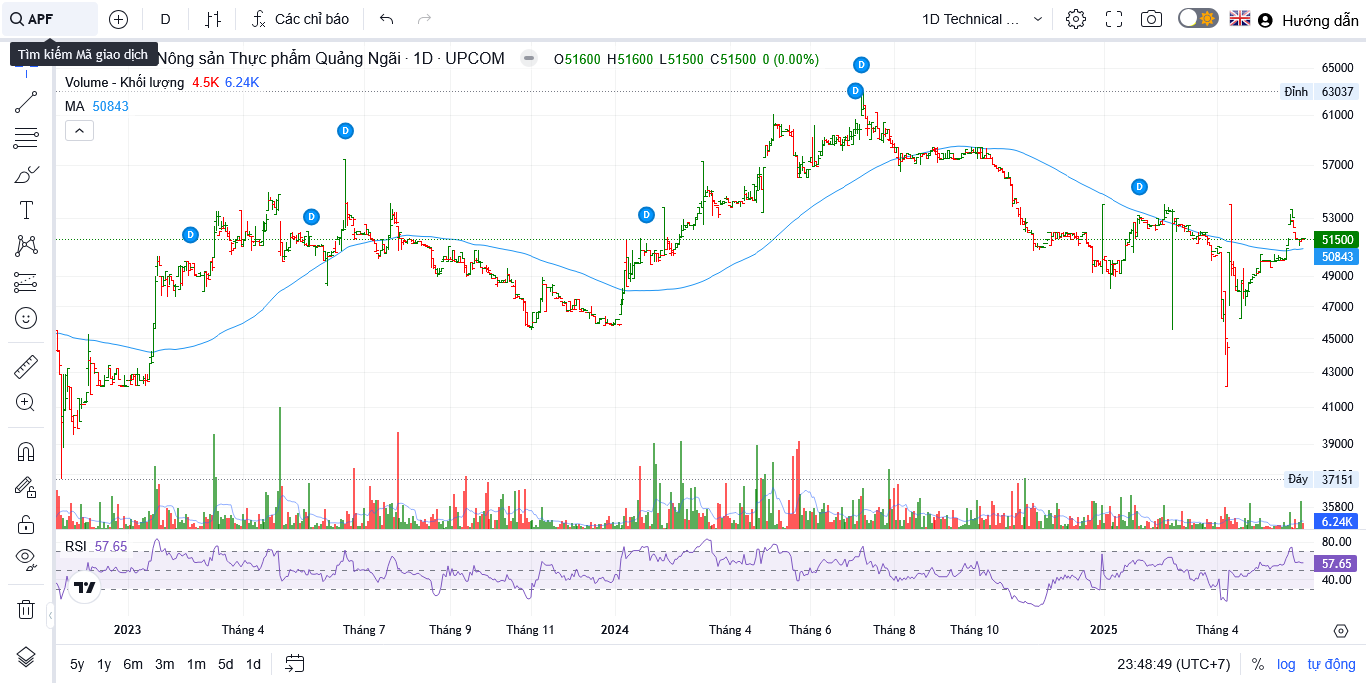 APF
D
Các chỉ báo
1D Technical ...
Hướng dẫn
Tìm kiếm Mã giao dịch
Nông sản Thực phẩm Quảng Ngãi · 1D · UPCOM
O51600 H51600 L51500 C51500 0 (0.00%)
Volume - Khối lượng 4.5K 6.24K
MA 50843
D
D
D
D
D
D
D
65000
Đỉnh 63037
61000
57000
53000
51500
50843
49000
47000
45000
43000
41000
39000
Đáy 37151
35800
6.24K
RSI 57.65
80.00
57.65
40.00
2023 Tháng 4 Tháng 7 Tháng 9 Tháng 11 2024 Tháng 4 Tháng 6 Tháng 8 Tháng 10 2025 Tháng 4
5y 1y 6m 3m 1m 5d 1d
23:48:49 (UTC+7) % log tự động